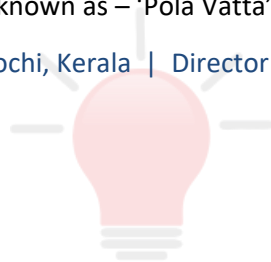 known as – 'Pola Vatta'
ochi, Kerala | Director